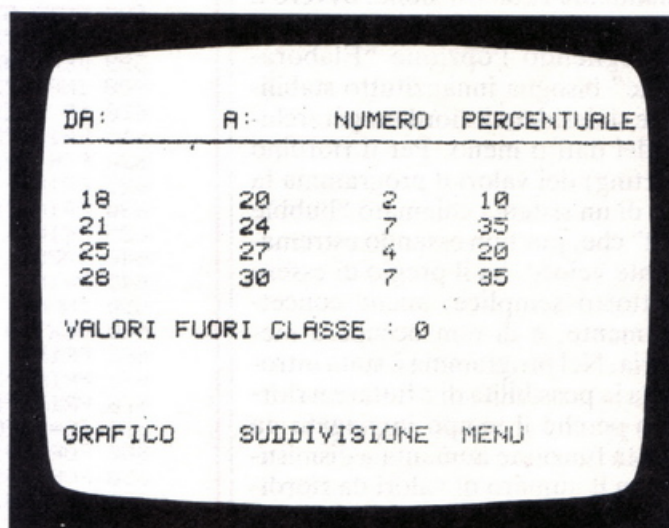 DA: A: NUMERO PERCENTUALE
18 20 2 10
21 24 7 35
25 27 4 20
28 30 7 35
VALORI FUORI CLASSE : 0
GRAFICO SUDDIVISIONE MENU